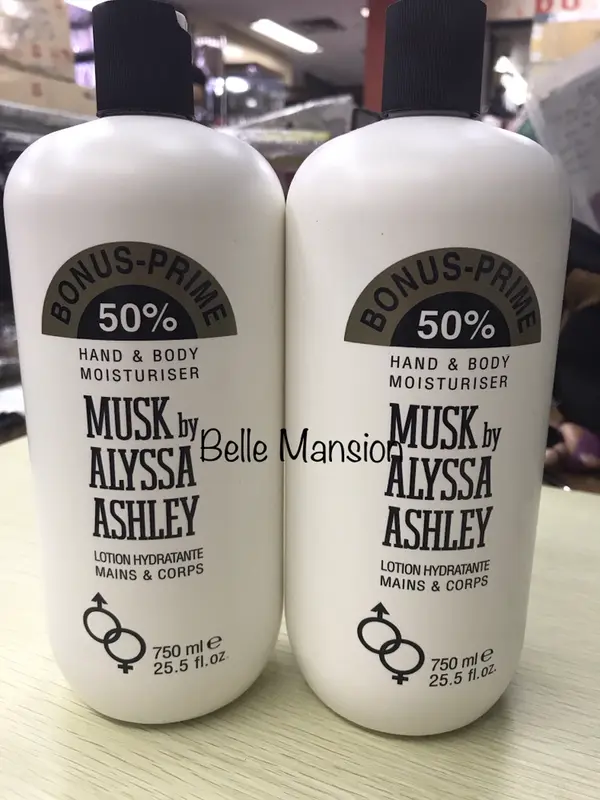 BONUS-PRIME
50%
HAND & BODY
MOISTURISER
MUSK by
ALYSSA
ASHLEY
LOTION HYDRATANTE
MAINS & CORPS
750 ml e
25.5 fl.oz.
BONUS-PRIME
50%
HAND & BODY
MOISTURISER
MUSK by
ALYSSA
ASHLEY
LOTION HYDRATANTE
MAINS & CORPS
750 ml e
25.5 fl.oz.
Belle Mansion